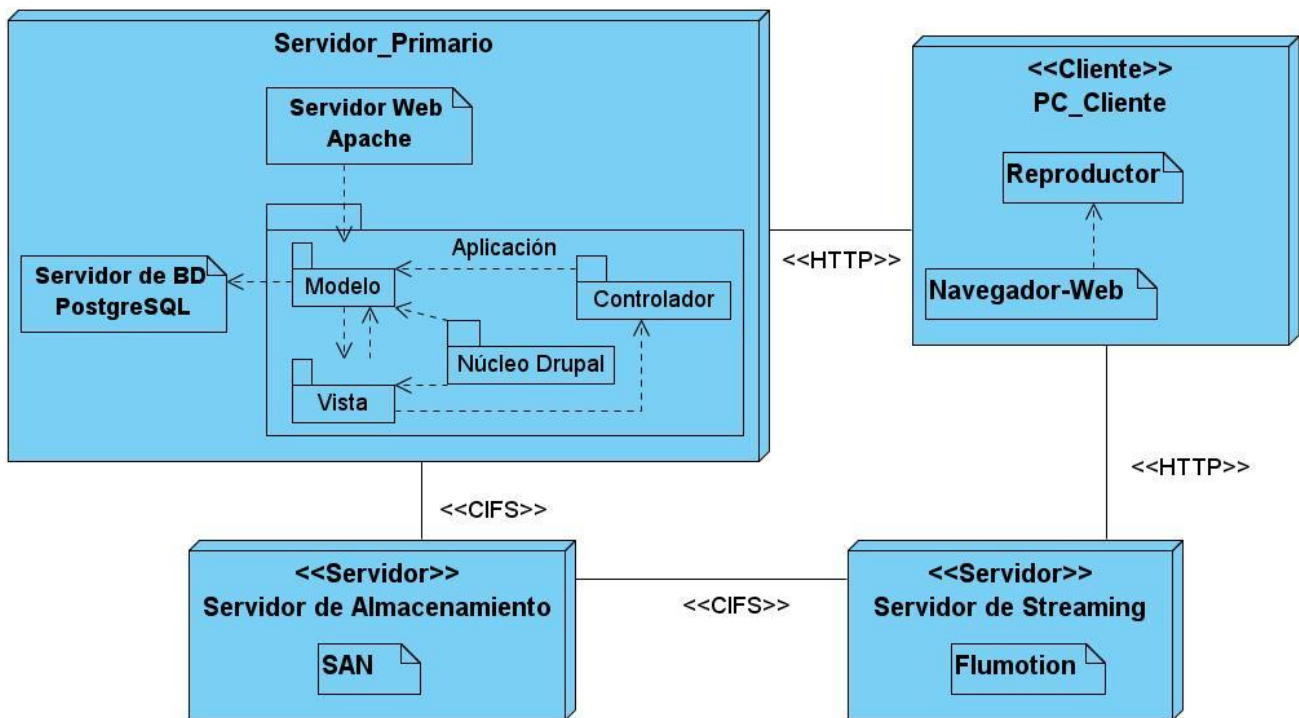 Servidor_Primario
Servidor Web
Apache
Aplicación
Servidor de BD
PostgreSQL
Modelo
Controlador
Núcleo Drupal
Vista
<<HTTP>>
<<Cliente>>
PC_Cliente
Reproductor
Navegador-Web
<<HTTP>>
<<CIFS>>
<<Servidor>>
Servidor de Almacenamiento
SAN
<<CIFS>>
<<Servidor>>
Servidor de Streaming
Flumotion